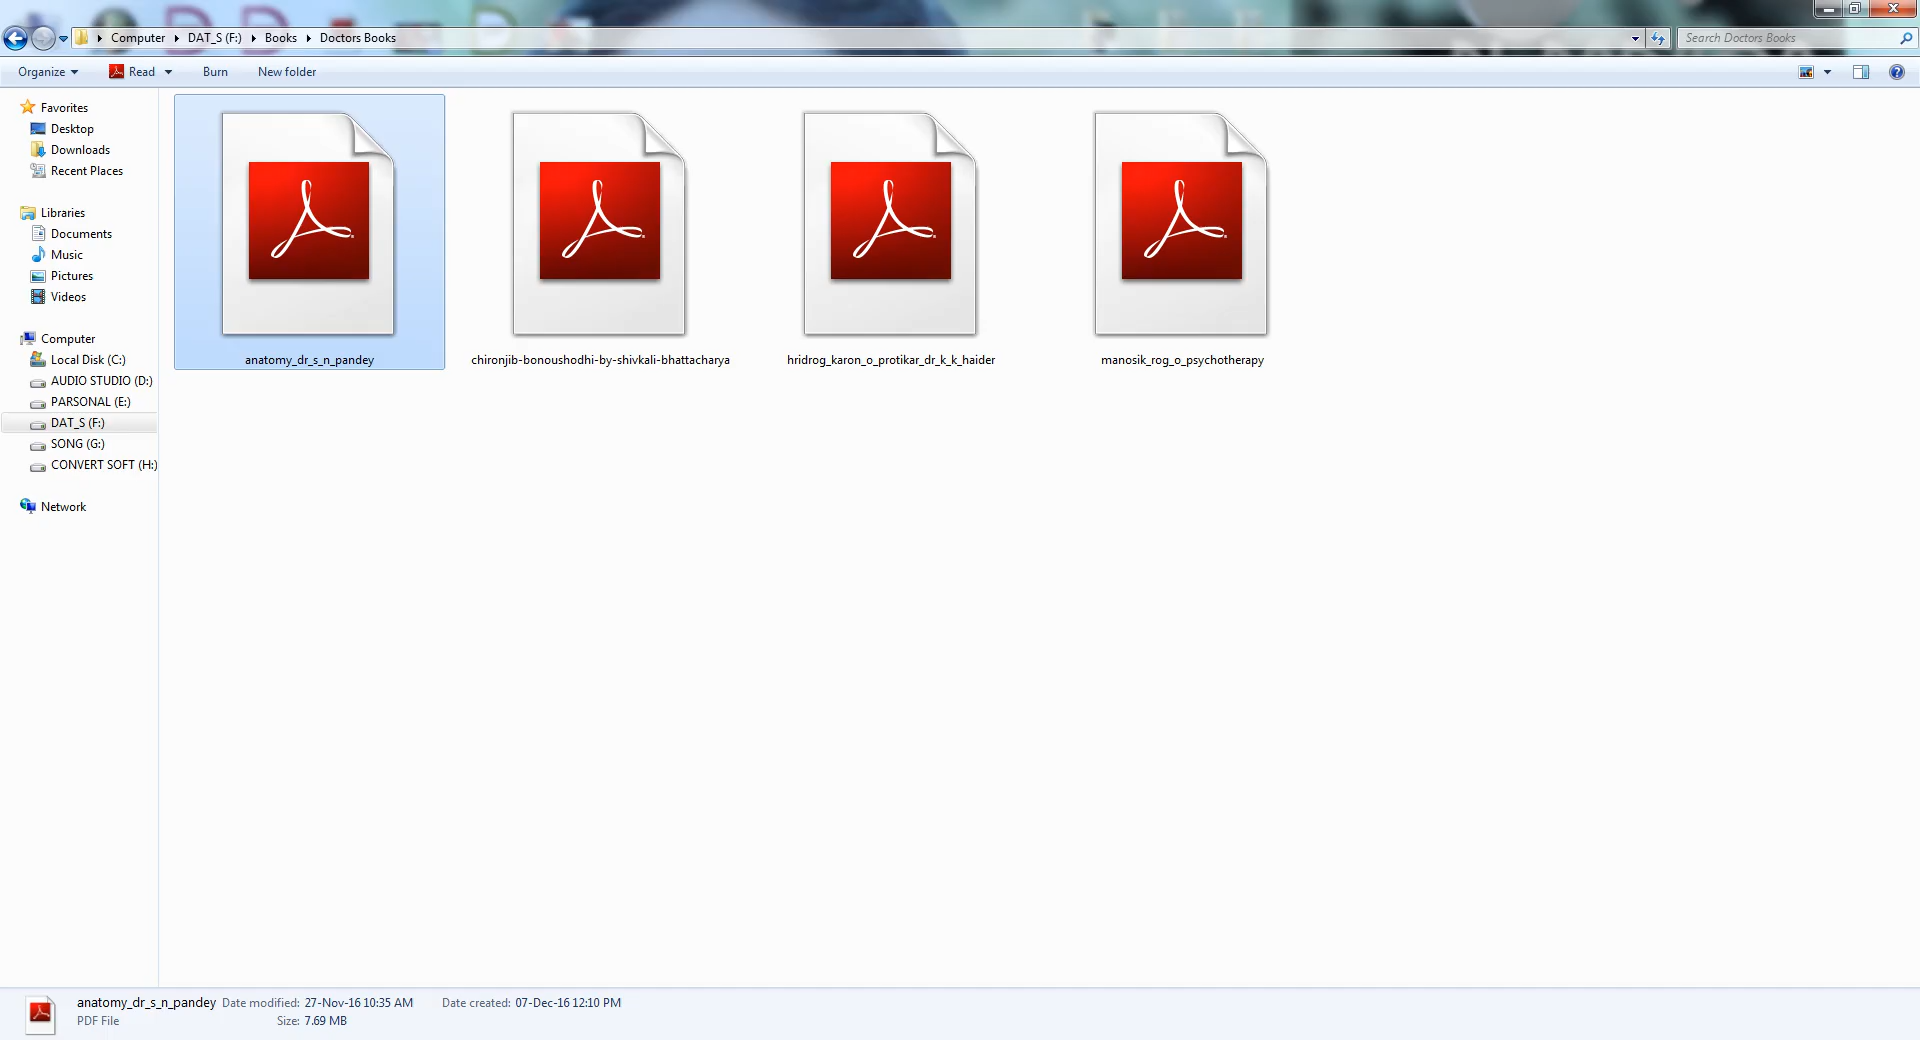 Computer DAT_S (F:) Books Doctors Books
Search Doctors Books
Organize Read Burn New folder
Favorites
Desktop
Downloads
Recent Places
Libraries
Documents
Music
Pictures
Videos
Computer
Local Disk (C:)
AUDIO STUDIO (D:)
PARSONAL (E:)
DAT_S (F:)
SONG (G:)
CONVERT SOFT (H:)
Network
anatomy_dr_s_n_pandey
chironjib-bonoushodhi-by-shivkali-bhattacharya
hridrog_karon_o_protikar_dr_k_k_haider
manosik_rog_o_psychotherapy
anatomy_dr_s_n_pandey Date modified: 27-Nov-16 10:35 AM Date created: 07-Dec-16 12:10 PM
PDF File Size: 7.69 MB